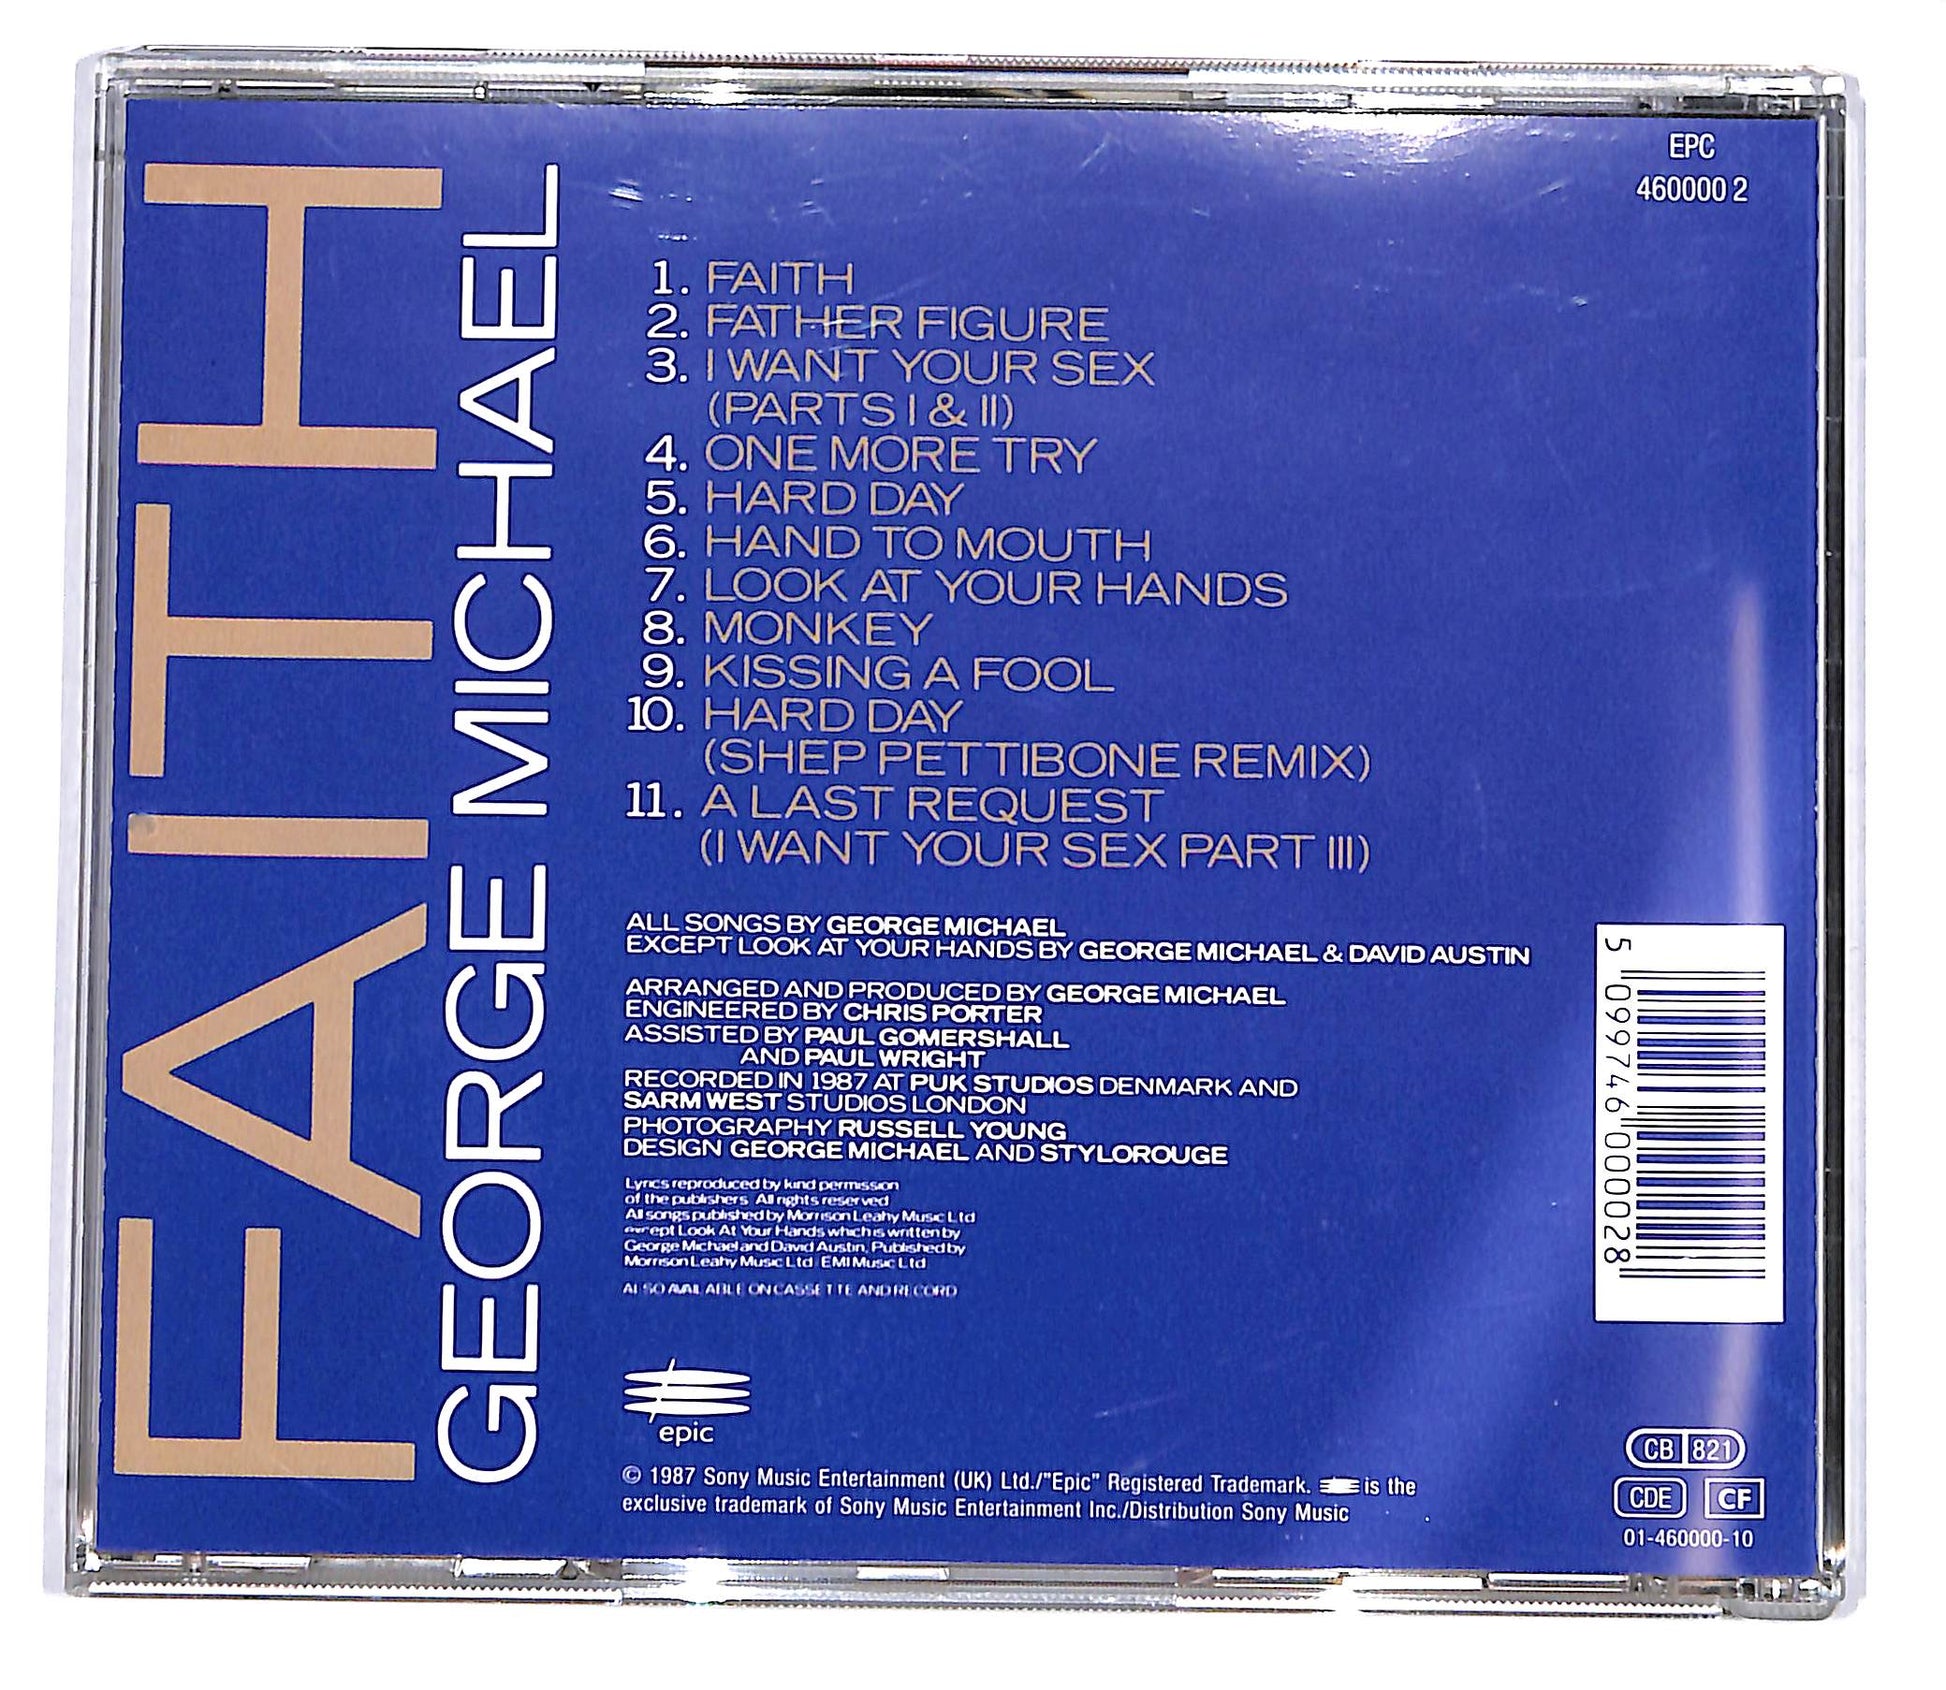 FAITH
GEORGE MICHAEL
EPC
460000 2
1. FAITH
2. FATHER FIGURE
3. I WANT YOUR SEX
(PARTS I & II)
4. ONE MORE TRY
5. HARD DAY
6. HAND TO MOUTH
7. LOOK AT YOUR HANDS
8. MONKEY
9. KISSING A FOOL
10. HARD DAY
(SHEP PETTIBONE REMIX)
11. A LAST REQUEST
(I WANT YOUR SEX PART III)
ALL SONGS BY GEORGE MICHAEL
EXCEPT LOOK AT YOUR HANDS BY GEORGE MICHAEL & DAVID AUSTIN
ARRANGED AND PRODUCED BY GEORGE MICHAEL
ENGINEERED BY CHRIS PORTER
ASSISTED BY PAUL GOMERSHALL
AND PAUL WRIGHT
RECORDED IN 1987 AT PUK STUDIOS DENMARK AND
SARM WEST STUDIOS LONDON
PHOTOGRAPHY RUSSELL YOUNG
DESIGN GEORGE MICHAEL AND STYLOROUGE
Lyrics reproduced by kind permission
of the publishers. All rights reserved
All songs published by Morrison Leahy Music Ltd
except Look At Your Hands which is written by
George Michael and David Austin, Published by
Morrison Leahy Music Ltd EMI Music Ltd
ALSO AVAILABLE ON CASSETTE AND RECORD
epic
© 1987 Sony Music Entertainment (UK) Ltd./"Epic" Registered Trademark. is the
exclusive trademark of Sony Music Entertainment Inc./Distribution Sony Music
5 099746 000028
CB 821
CDE CF
01-460000-10